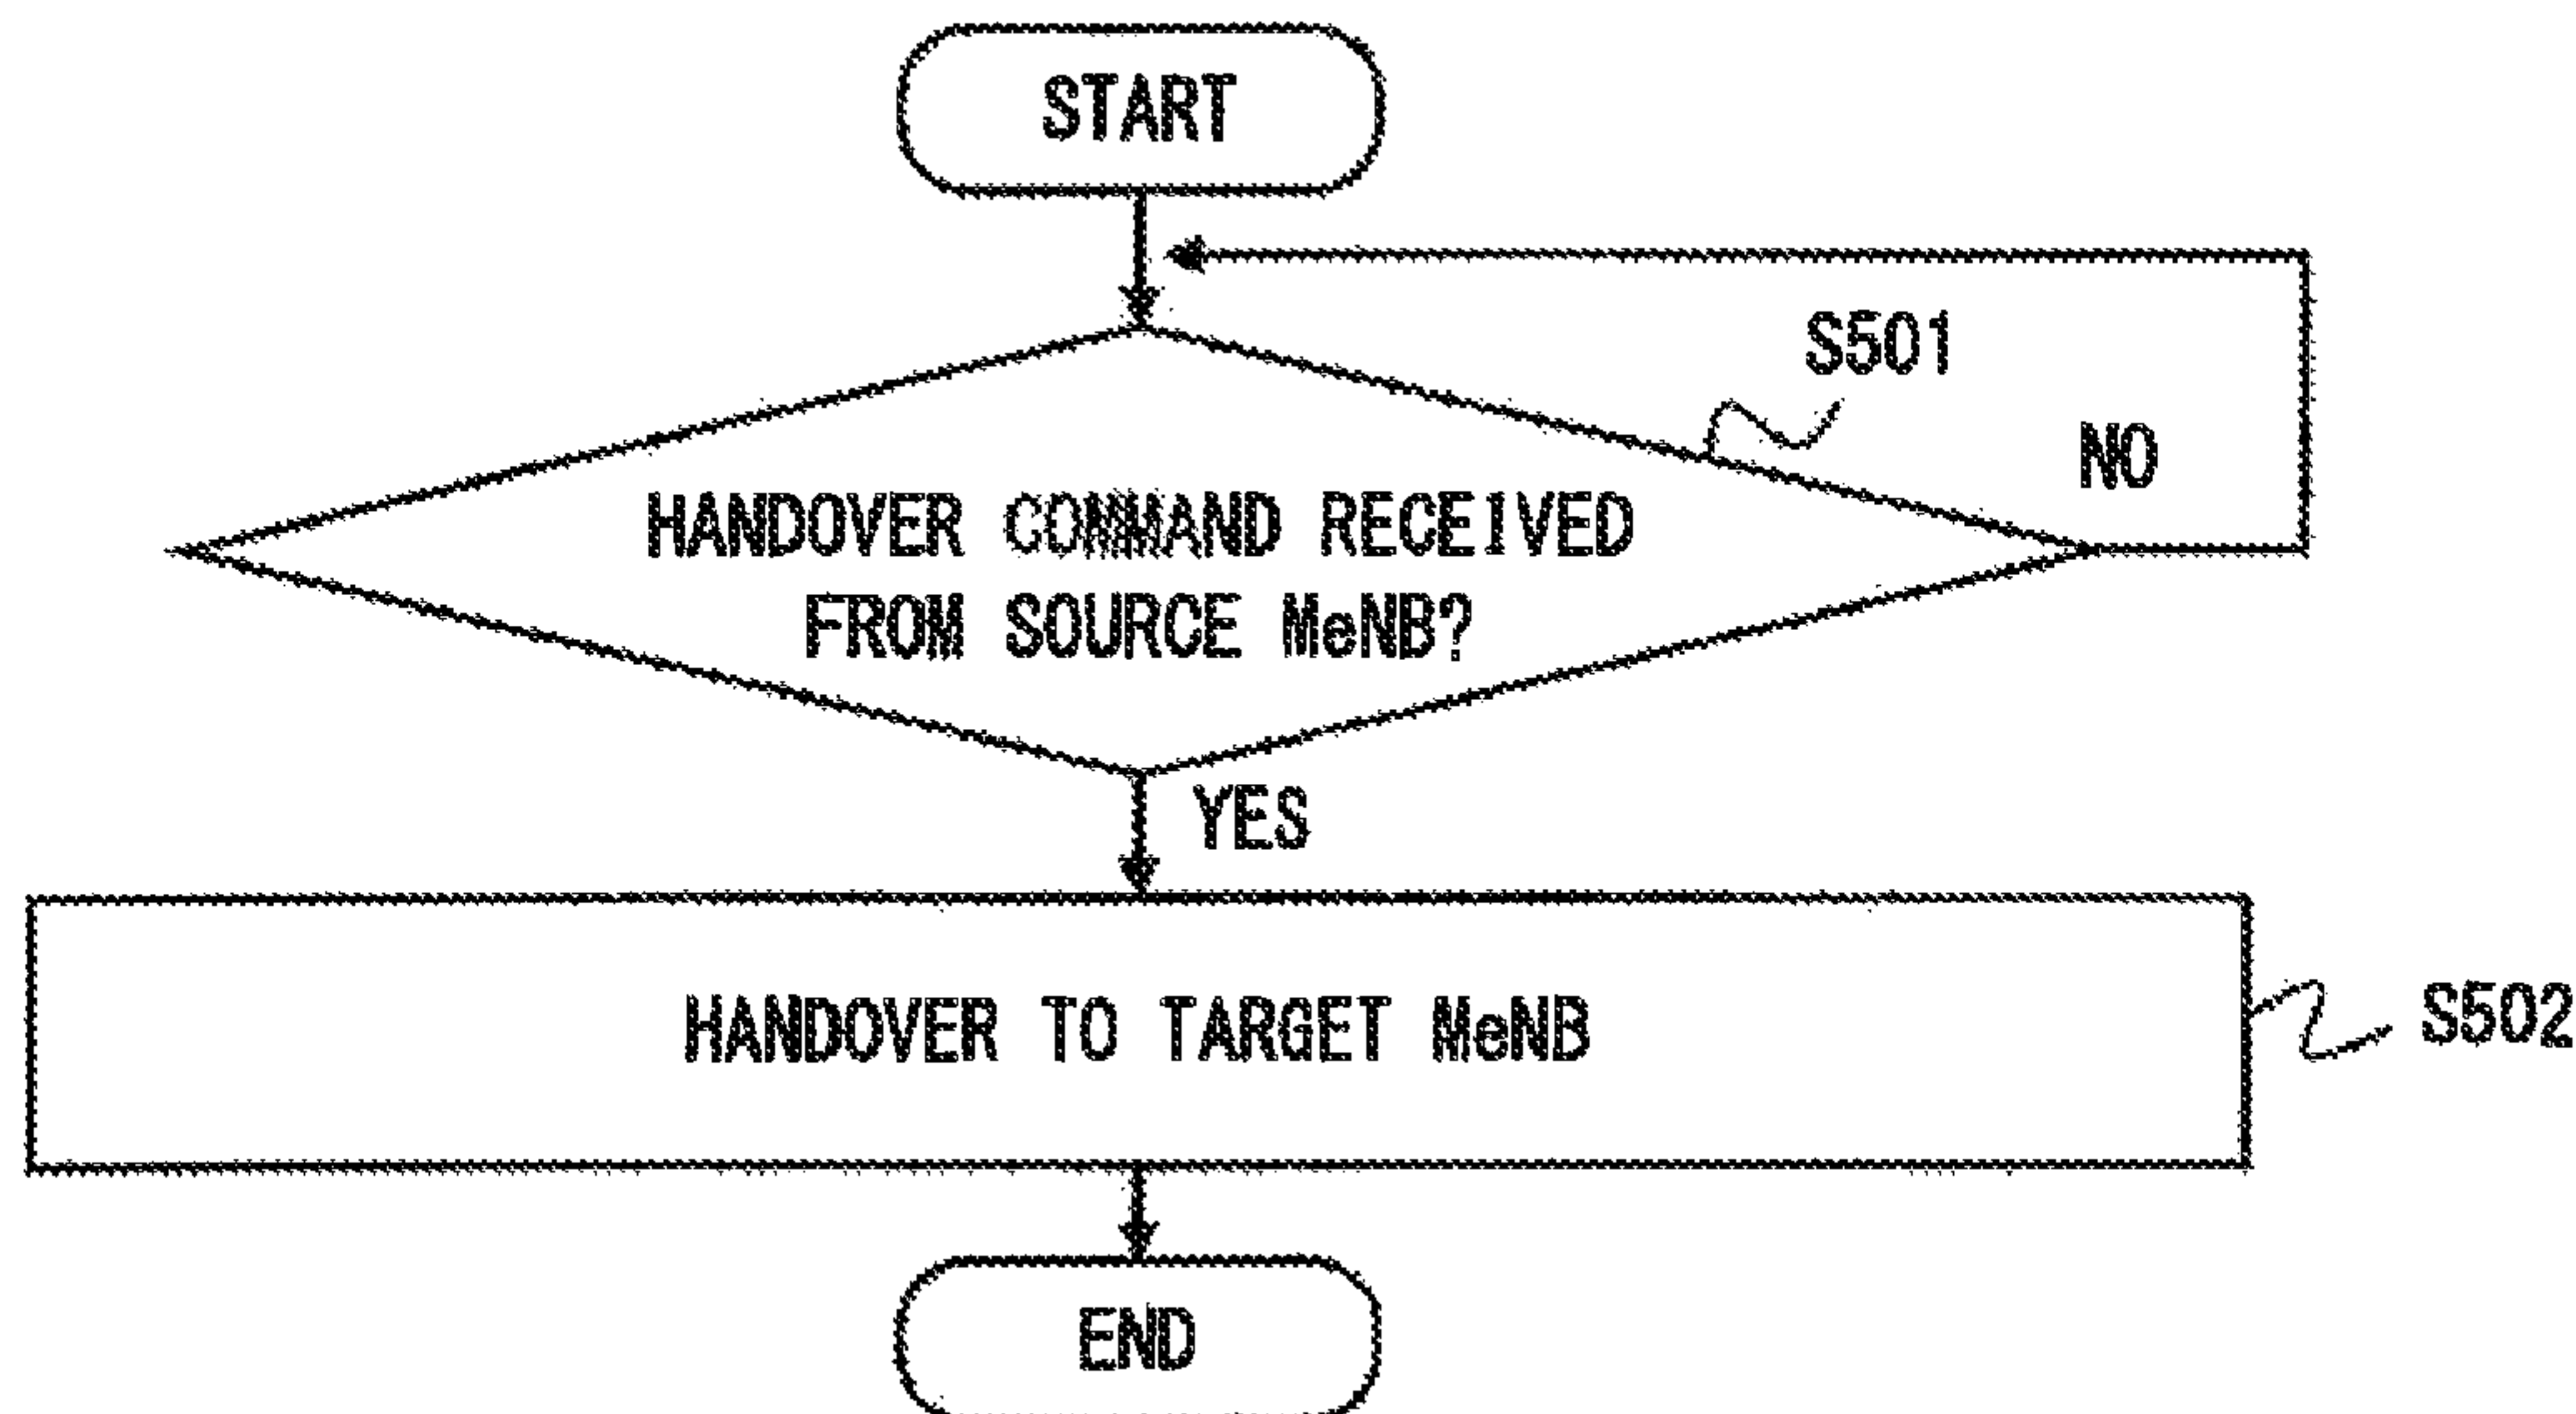 START
S501
NO
HANDOVER COMMAND RECEIVED
FROM SOURCE MeNB?
YES
HANDOVER TO TARGET MeNB
S502
END